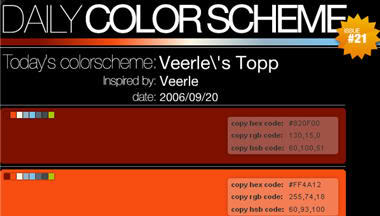 DAILY COLOR SCHEME
ISSUE
#21
Today's colorscheme: Veerle\'s Topp
Inspired by: Veerle
date: 2006/09/20
copy hex code: #820F00
copy rgb code: 130,15,0
copy hsb code: 60,100,51
copy hex code: #FF4A12
copy rgb code: 255,74,18
copy hsb code: 60,93,100